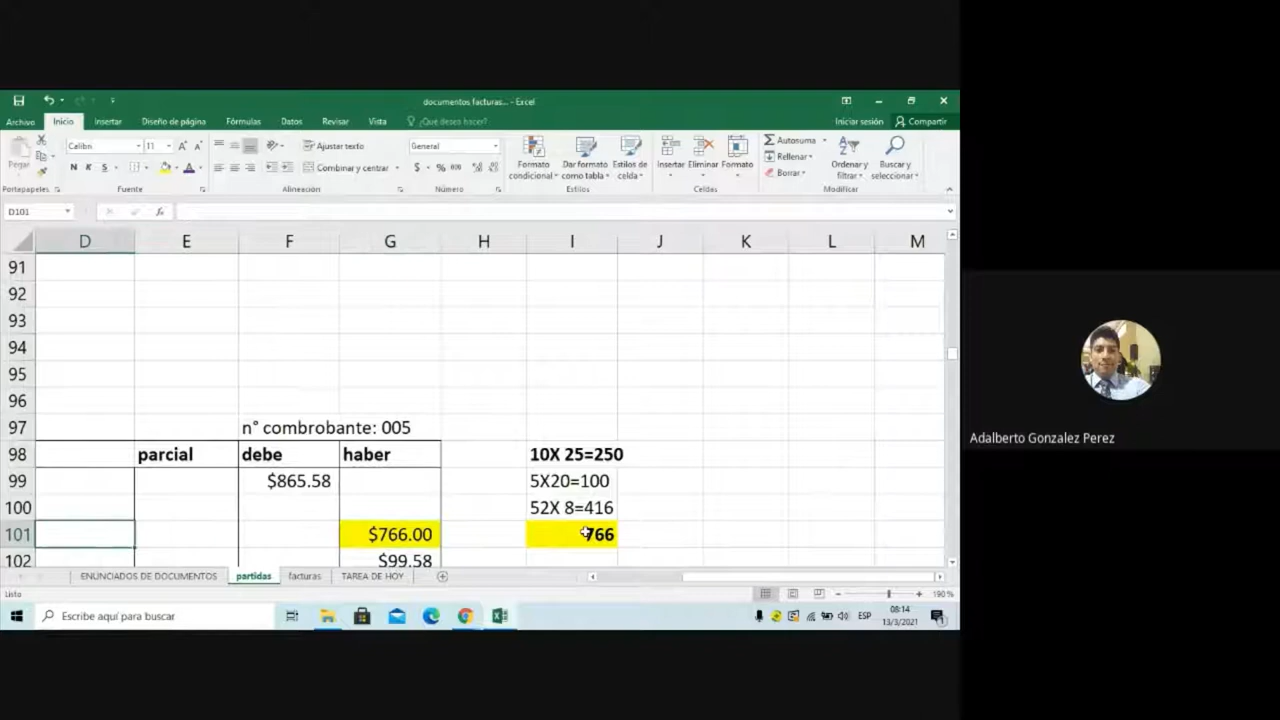 documentos facturas... - Excel
Archivo Inicio Insertar Diseño de página Fórmulas Datos Revisar Vista ¿Qué desea hacer? Iniciar sesión Compartir
Pegar
Calibri 11
N K S
Ajustar texto
Combinar y centrar
General
$ % 000
Formato condicional
Dar formato como tabla
Estilos de celda
Insertar Eliminar Formato
Autosuma
Rellenar
Borrar
Ordenar y filtrar
Buscar y seleccionar
Portapapeles Fuente Alineación Número Estilos Celdas Modificar
D101 fx
D E F G H I J K L M
91
92
93
94
95
96
97 n° combrobante: 005
98 parcial debe haber 10X 25=250
99 $865.58 5X20=100
100 52X 8=416
101 $766.00 766
102 $99.58
ENUNCIADOS DE DOCUMENTOS partidas facturas TAREA DE HOY
Listo 190 %
Escribe aquí para buscar ESP 08:14
13/3/2021
Adalberto Gonzalez Perez